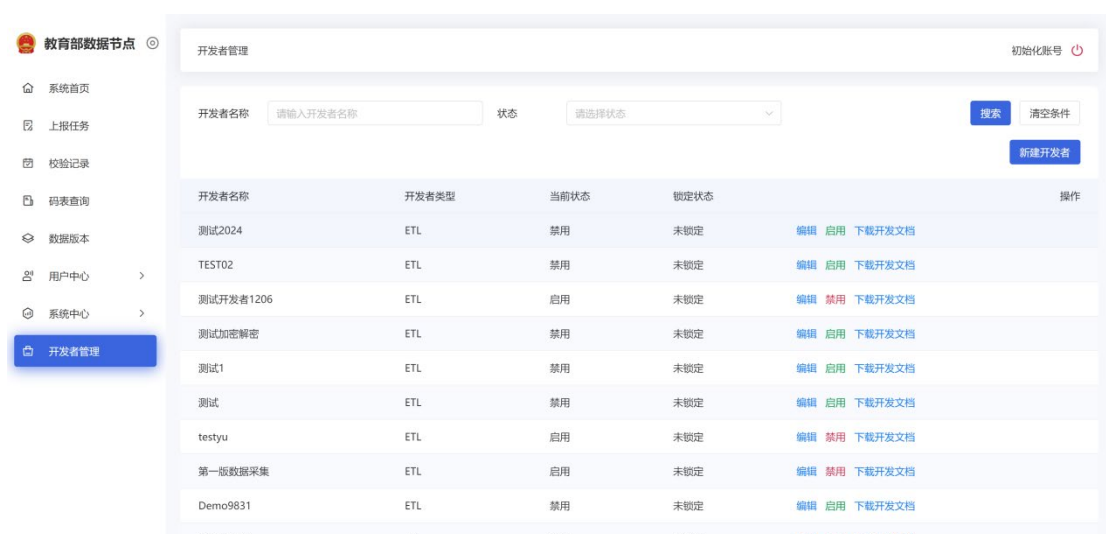 教育部数据节点
开发者管理
初始化账号
系统首页
上报任务
校验记录
码表查询
数据版本
用户中心
系统中心
开发者管理
开发者名称 请输入开发者名称 状态 请选择状态 搜索 清空条件
新建开发者
开发者名称 开发者类型 当前状态 锁定状态 操作
测试2024 ETL 禁用 未锁定 编辑 启用 下载开发文档
TEST02 ETL 禁用 未锁定 编辑 启用 下载开发文档
测试开发者1206 ETL 启用 未锁定 编辑 禁用 下载开发文档
测试加密解密 ETL 禁用 未锁定 编辑 启用 下载开发文档
测试1 ETL 禁用 未锁定 编辑 启用 下载开发文档
测试 ETL 禁用 未锁定 编辑 启用 下载开发文档
testyu ETL 启用 未锁定 编辑 禁用 下载开发文档
第一版数据采集 ETL 启用 未锁定 编辑 禁用 下载开发文档
Demo9831 ETL 禁用 未锁定 编辑 启用 下载开发文档